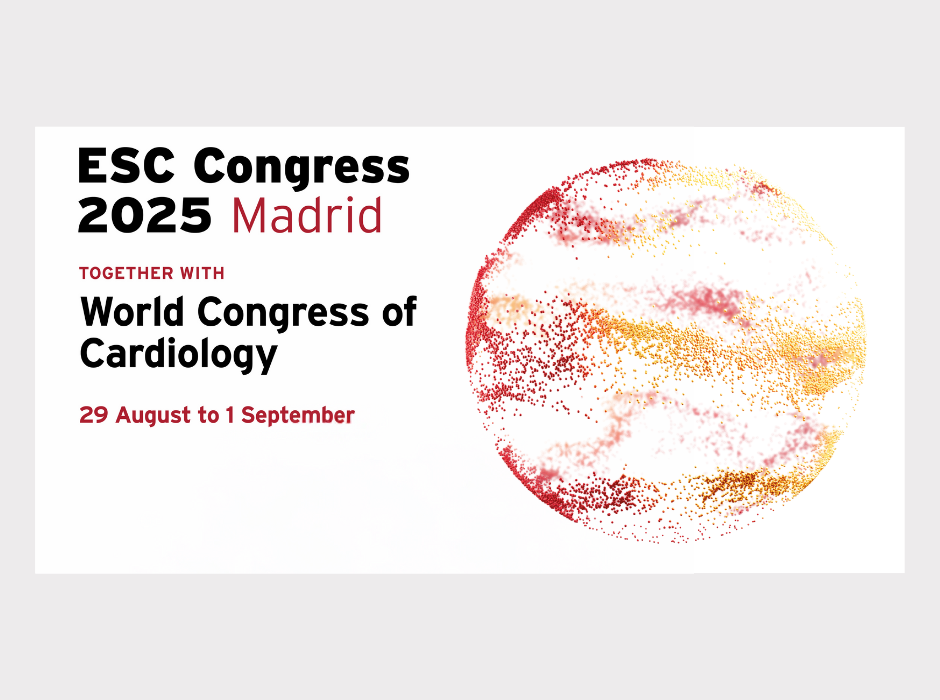 ESC Congress
2025 Madrid
TOGETHER WITH
World Congress of
Cardiology
29 August to 1 September